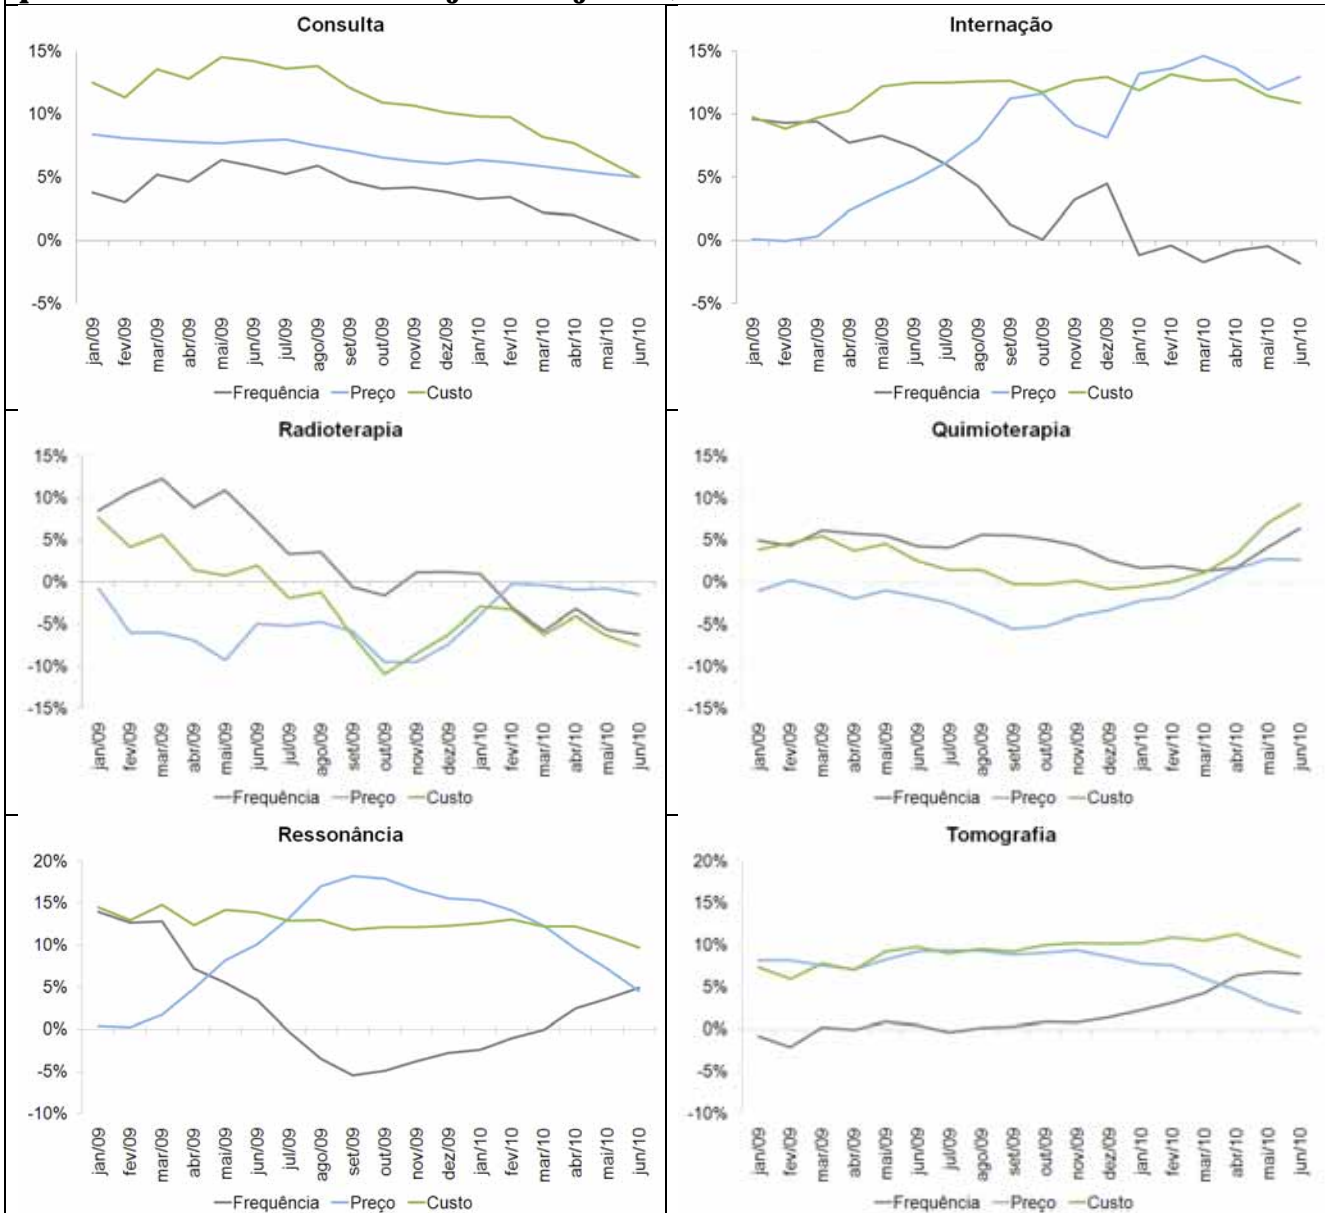 Consulta
15%
10%
5%
0%
-5%
jan/09 fev/09 mar/09 abr/09 mai/09 jun/09 jul/09 ago/09 set/09 out/09 nov/09 dez/09 jan/10 fev/10 mar/10 abr/10 mai/10 jun/10
Frequência Preço Custo
Internação
15%
10%
5%
0%
-5%
jan/09 fev/09 mar/09 abr/09 mai/09 jun/09 jul/09 ago/09 set/09 out/09 nov/09 dez/09 jan/10 fev/10 mar/10 abr/10 mai/10 jun/10
Frequência Preço Custo
Radioterapia
15%
10%
5%
0%
-5%
-10%
-15%
jan/09 fev/09 mar/09 abr/09 mai/09 jun/09 jul/09 ago/09 set/09 out/09 nov/09 dez/09 jan/10 fev/10 mar/10 abr/10 mai/10 jun/10
Frequência Preço Custo
Quimioterapia
15%
10%
5%
0%
-5%
-10%
-15%
jan/09 fev/09 mar/09 abr/09 mai/09 jun/09 jul/09 ago/09 set/09 out/09 nov/09 dez/09 jan/10 fev/10 mar/10 abr/10 mai/10 jun/10
Frequência Preço Custo
Ressonância
20%
15%
10%
5%
0%
-5%
-10%
jan/09 fev/09 mar/09 abr/09 mai/09 jun/09 jul/09 ago/09 set/09 out/09 nov/09 dez/09 jan/10 fev/10 mar/10 abr/10 mai/10 jun/10
Frequência Preço Custo
Tomografia
20%
15%
10%
5%
0%
-5%
-10%
jan/09 fev/09 mar/09 abr/09 mai/09 jun/09 jul/09 ago/09 set/09 out/09 nov/09 dez/09 jan/10 fev/10 mar/10 abr/10 mai/10 jun/10
Frequência Preço Custo